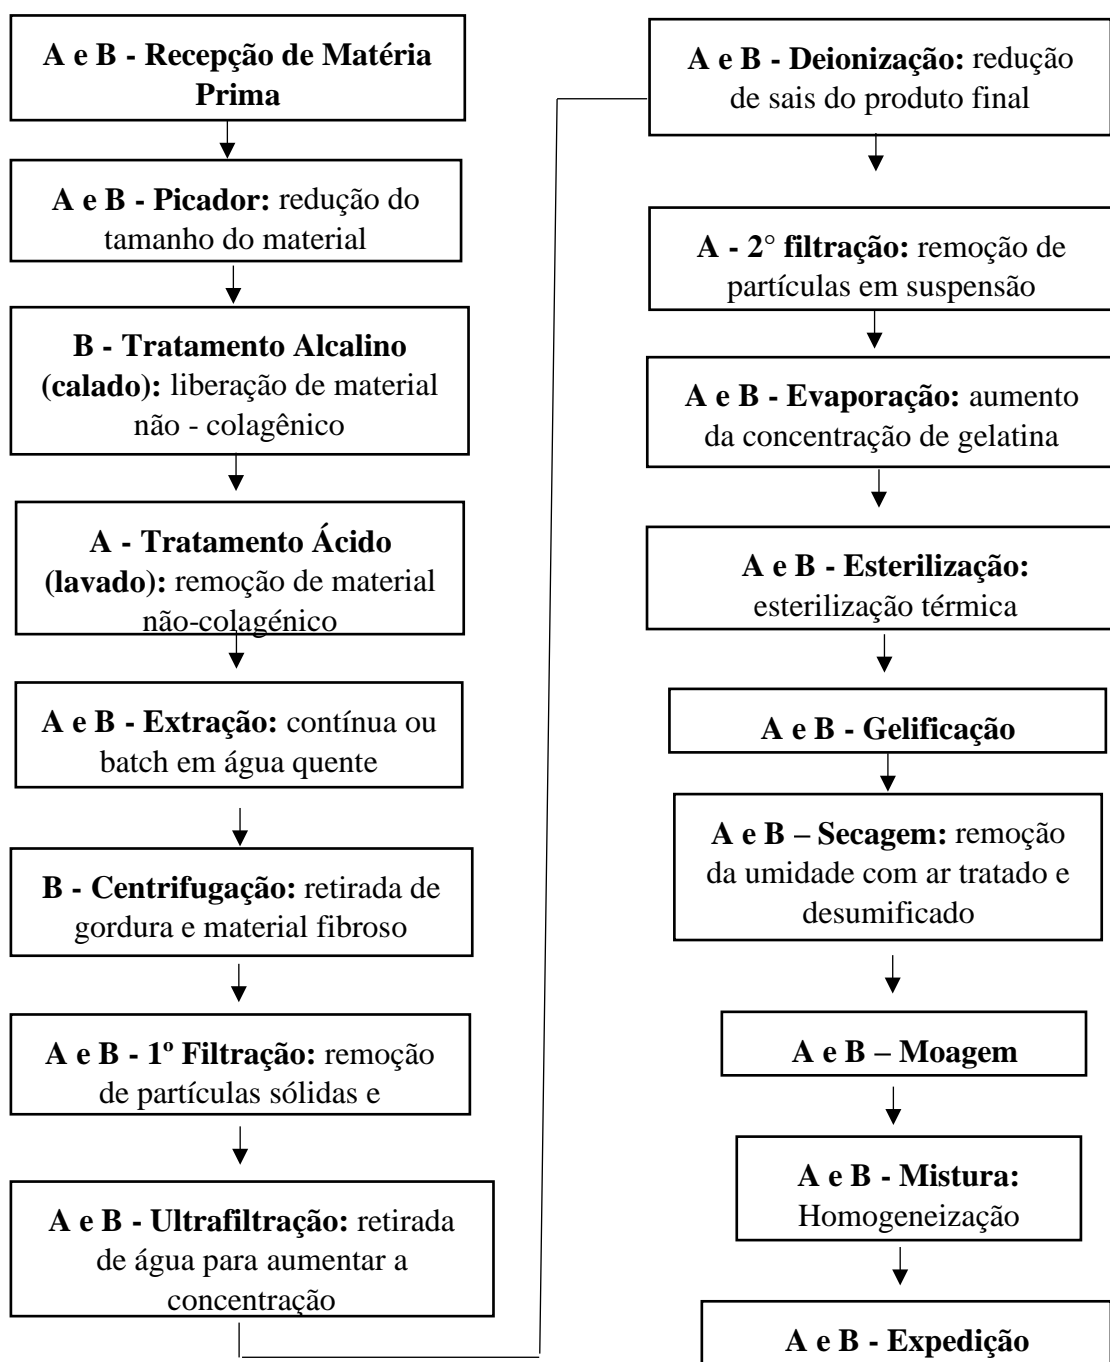 A e B - Recepção de Matéria
Prima
A e B - Picador: redução do
tamanho do material
B - Tratamento Alcalino
(calado): liberação de material
não - colagênico
A - Tratamento Ácido
(lavado): remoção de material
não-colagénico
A e B - Extração: contínua ou
batch em água quente
B - Centrifugação: retirada de
gordura e material fibroso
A e B - 1º Filtração: remoção
de partículas sólidas e
A e B - Ultrafiltração: retirada
de água para aumentar a
concentração
A e B - Deionização: redução
de sais do produto final
A - 2° filtração: remoção de
partículas em suspensão
A e B - Evaporação: aumento
da concentração de gelatina
A e B - Esterilização:
esterilização térmica
A e B - Gelificação
A e B – Secagem: remoção
da umidade com ar tratado e
desumificado
A e B – Moagem
A e B - Mistura:
Homogeneização
A e B - Expedição